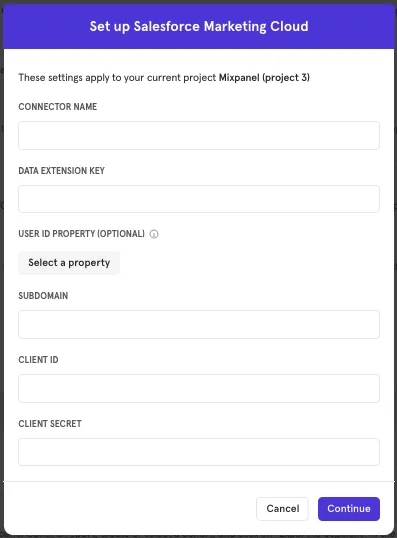 Set up Salesforce Marketing Cloud
These settings apply to your current project Mixpanel (project 3)
CONNECTOR NAME
DATA EXTENSION KEY
USER ID PROPERTY (OPTIONAL)
Select a property
SUBDOMAIN
CLIENT ID
CLIENT SECRET
Cancel Continue